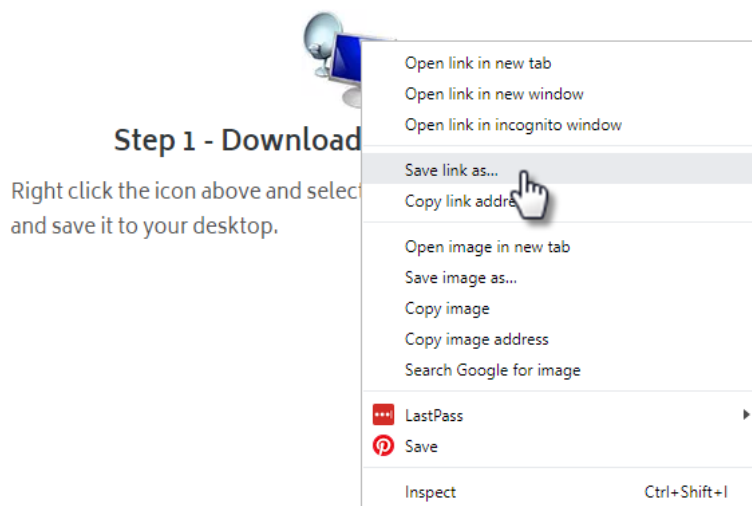 Step 1 - Download
Right click the icon above and select
and save it to your desktop.
Open link in new tab
Open link in new window
Open link in incognito window
Save link as...
Copy link addre
Open image in new tab
Save image as...
Copy image
Copy image address
Search Google for image
LastPass
Save
Inspect Ctrl+Shift+I